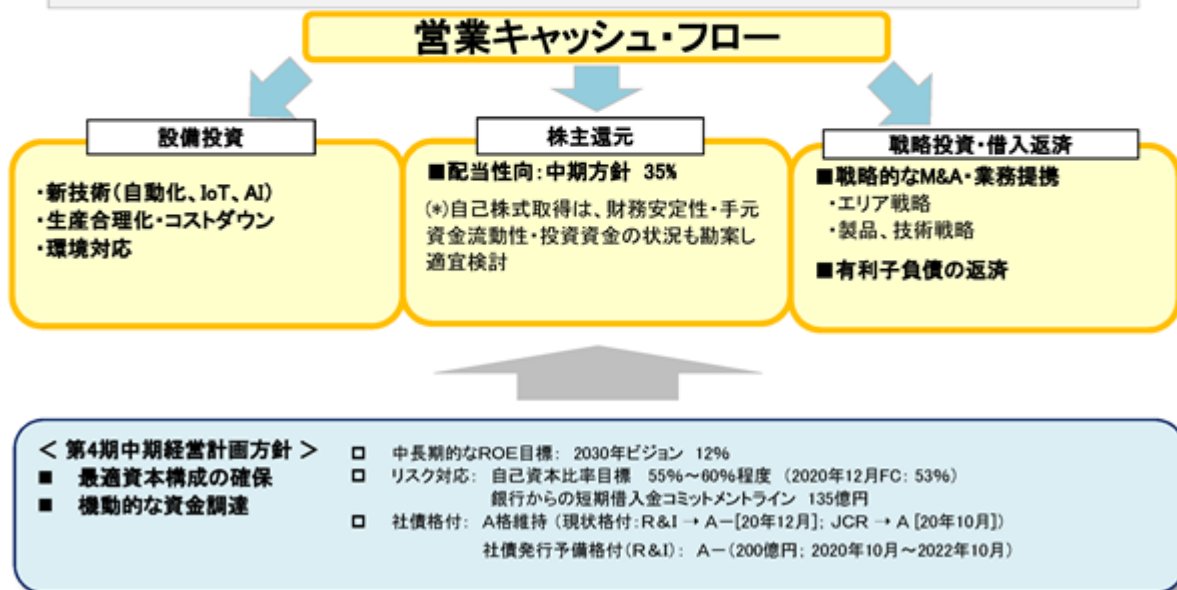 営業キャッシュ・フロー
設備投資
・新技術(自動化、IoT、AI)
・生産合理化・コストダウン
・環境対応
株主還元
■配当性向:中期方針 35%
(*)自己株式取得は、財務安定性・手元
資金流動性・投資資金の状況も勘案し
適宜検討
戦略投資・借入返済
■戦略的なM&A・業務提携
・エリア戦略
・製品、技術戦略
■有利子負債の返済
＜ 第4期中期経営計画方針 ＞
■ 最適資本構成の確保
■ 機動的な資金調達
□ 中長期的なROE目標: 2030年ビジョン 12%
□ リスク対応: 自己資本比率目標 55%～60%程度 (2020年12月FC: 53%)
銀行からの短期借入金コミットメントライン 135億円
□ 社債格付: A格維持 (現状格付:R&I → A－[20年12月]; JCR → A [20年10月])
社債発行予備格付(R&I): A－(200億円; 2020年10月～2022年10月)